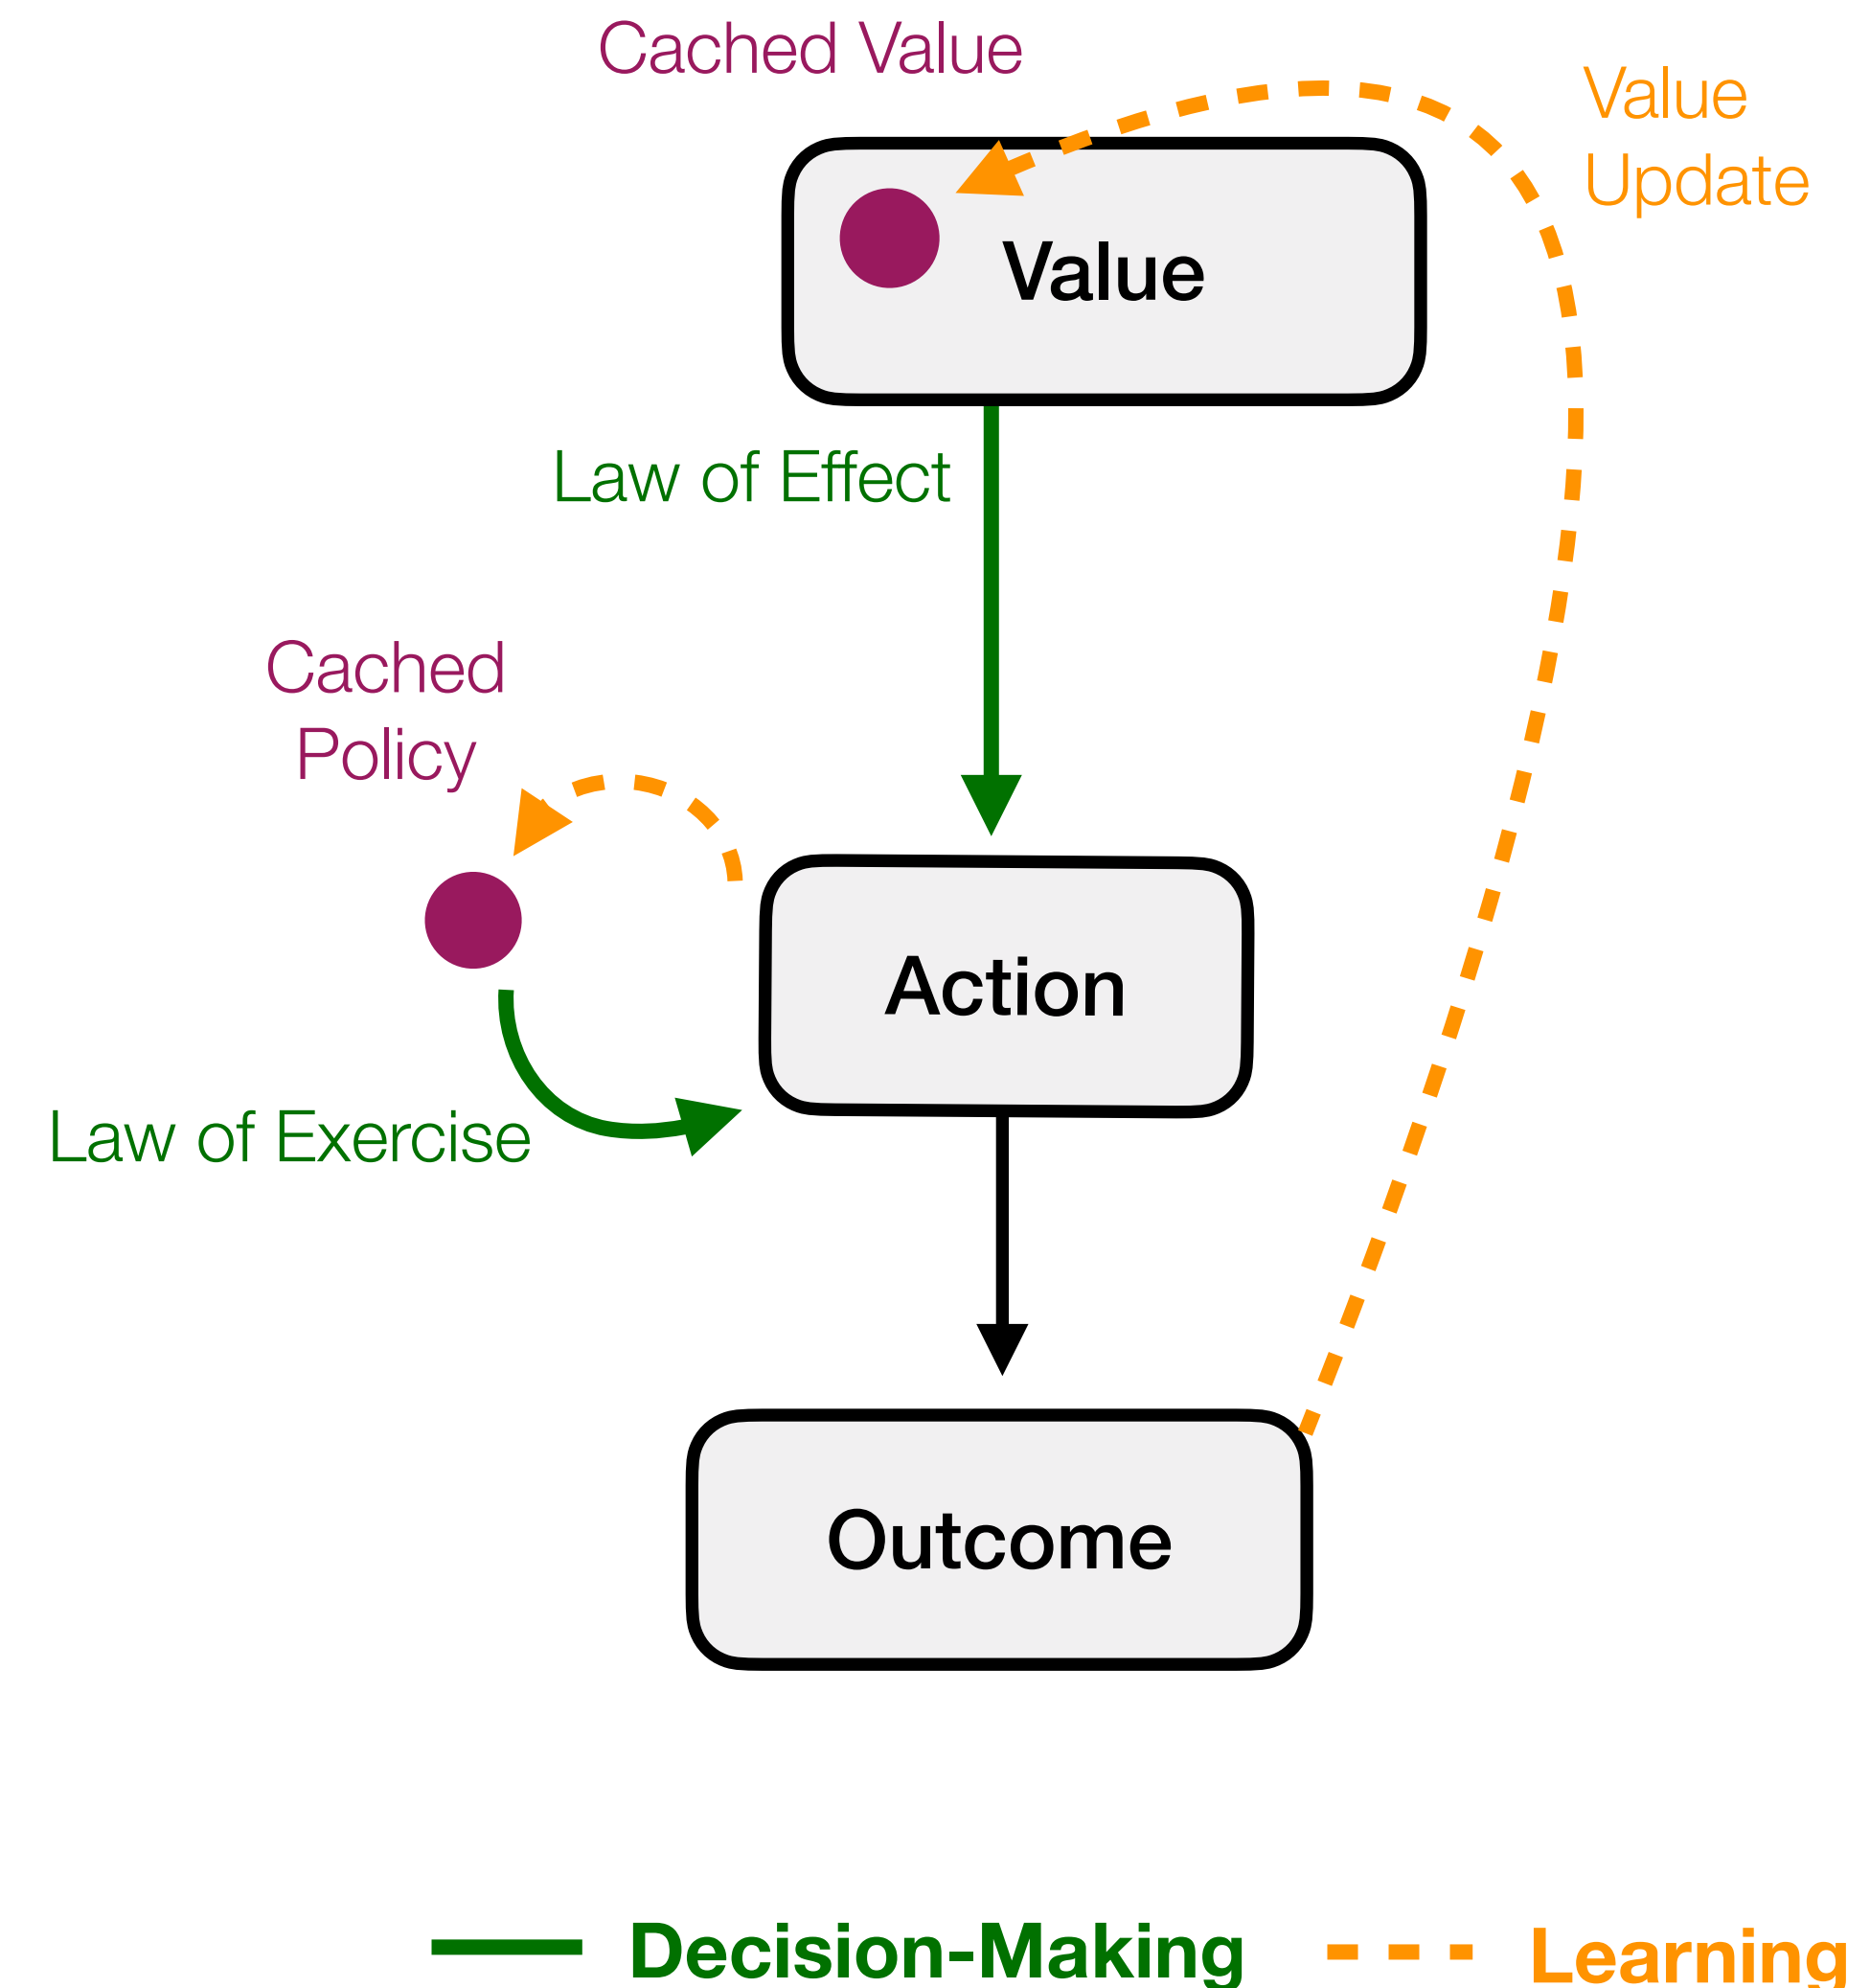 Cached Value
Value
Update
Value
Law of Effect
Cached
Policy
Action
Law of Exercise
Outcome
Decision-Making
Learning